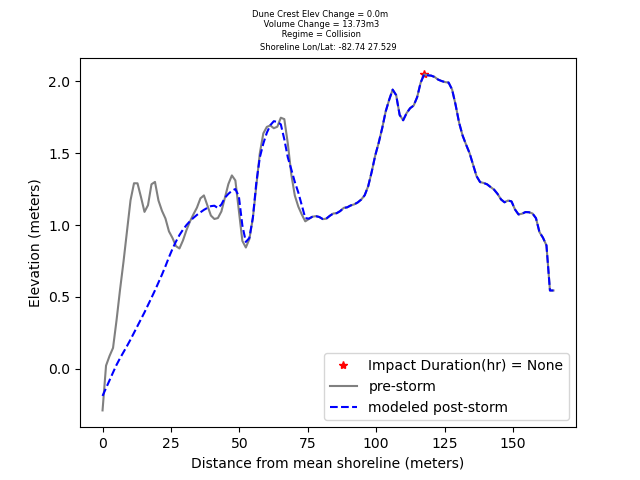 Dune Crest Elev Change = 0.0m
Volume Change = 13.73m3
Regime = Collision
Shoreline Lon/Lat: -82.74 27.529
2.0
1.5
1.0
0.5
0.0
Elevation (meters)
Impact Duration(hr) = None
pre-storm
modeled post-storm
0 25 50 75 100 125 150
Distance from mean shoreline (meters)